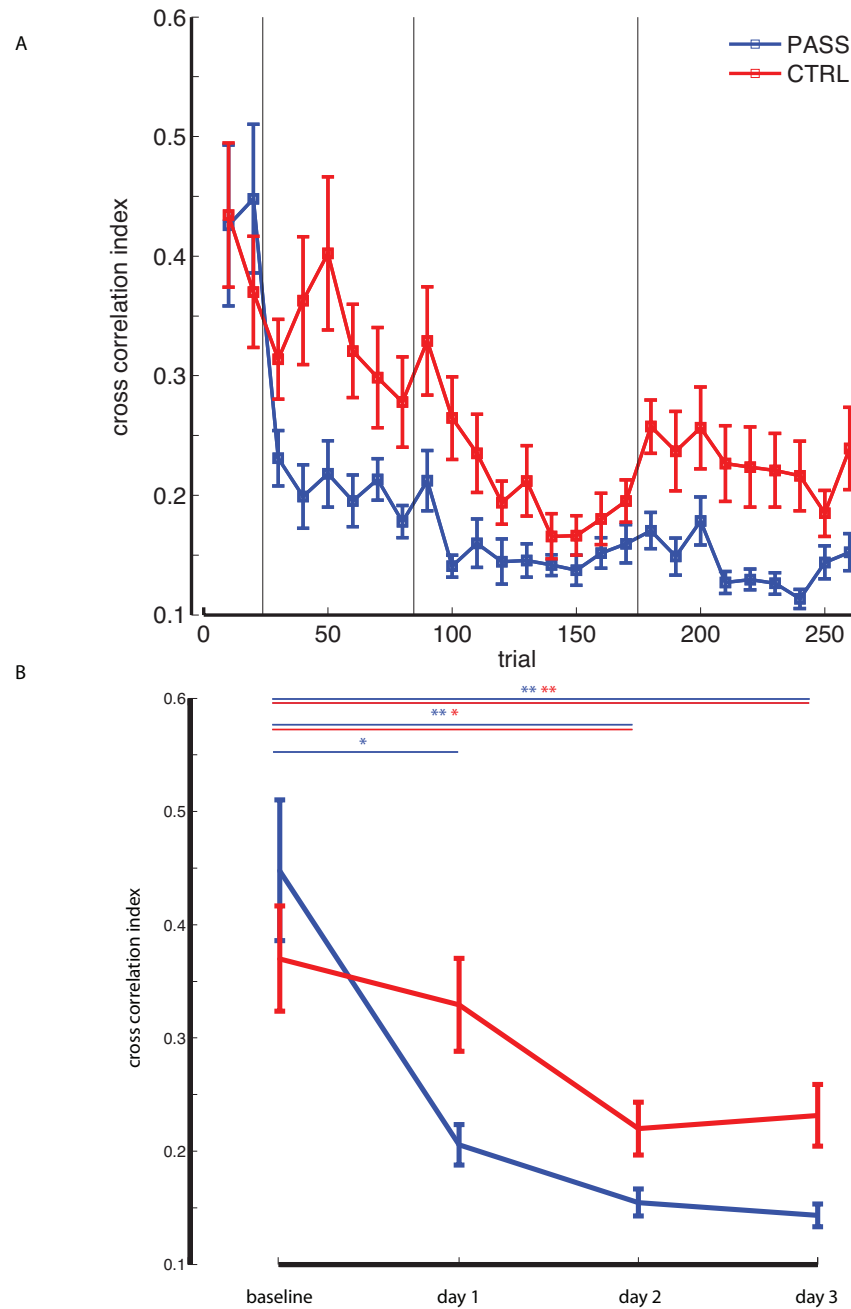 A
0.6
0.5
0.4
0.3
0.2
0.1
cross correlation index
PASS
CTRL
0 50 100 150 200 250
trial
B
** **
** *
*
0.6
0.5
0.4
0.3
0.2
0.1
cross correlation index
baseline day 1 day 2 day 3